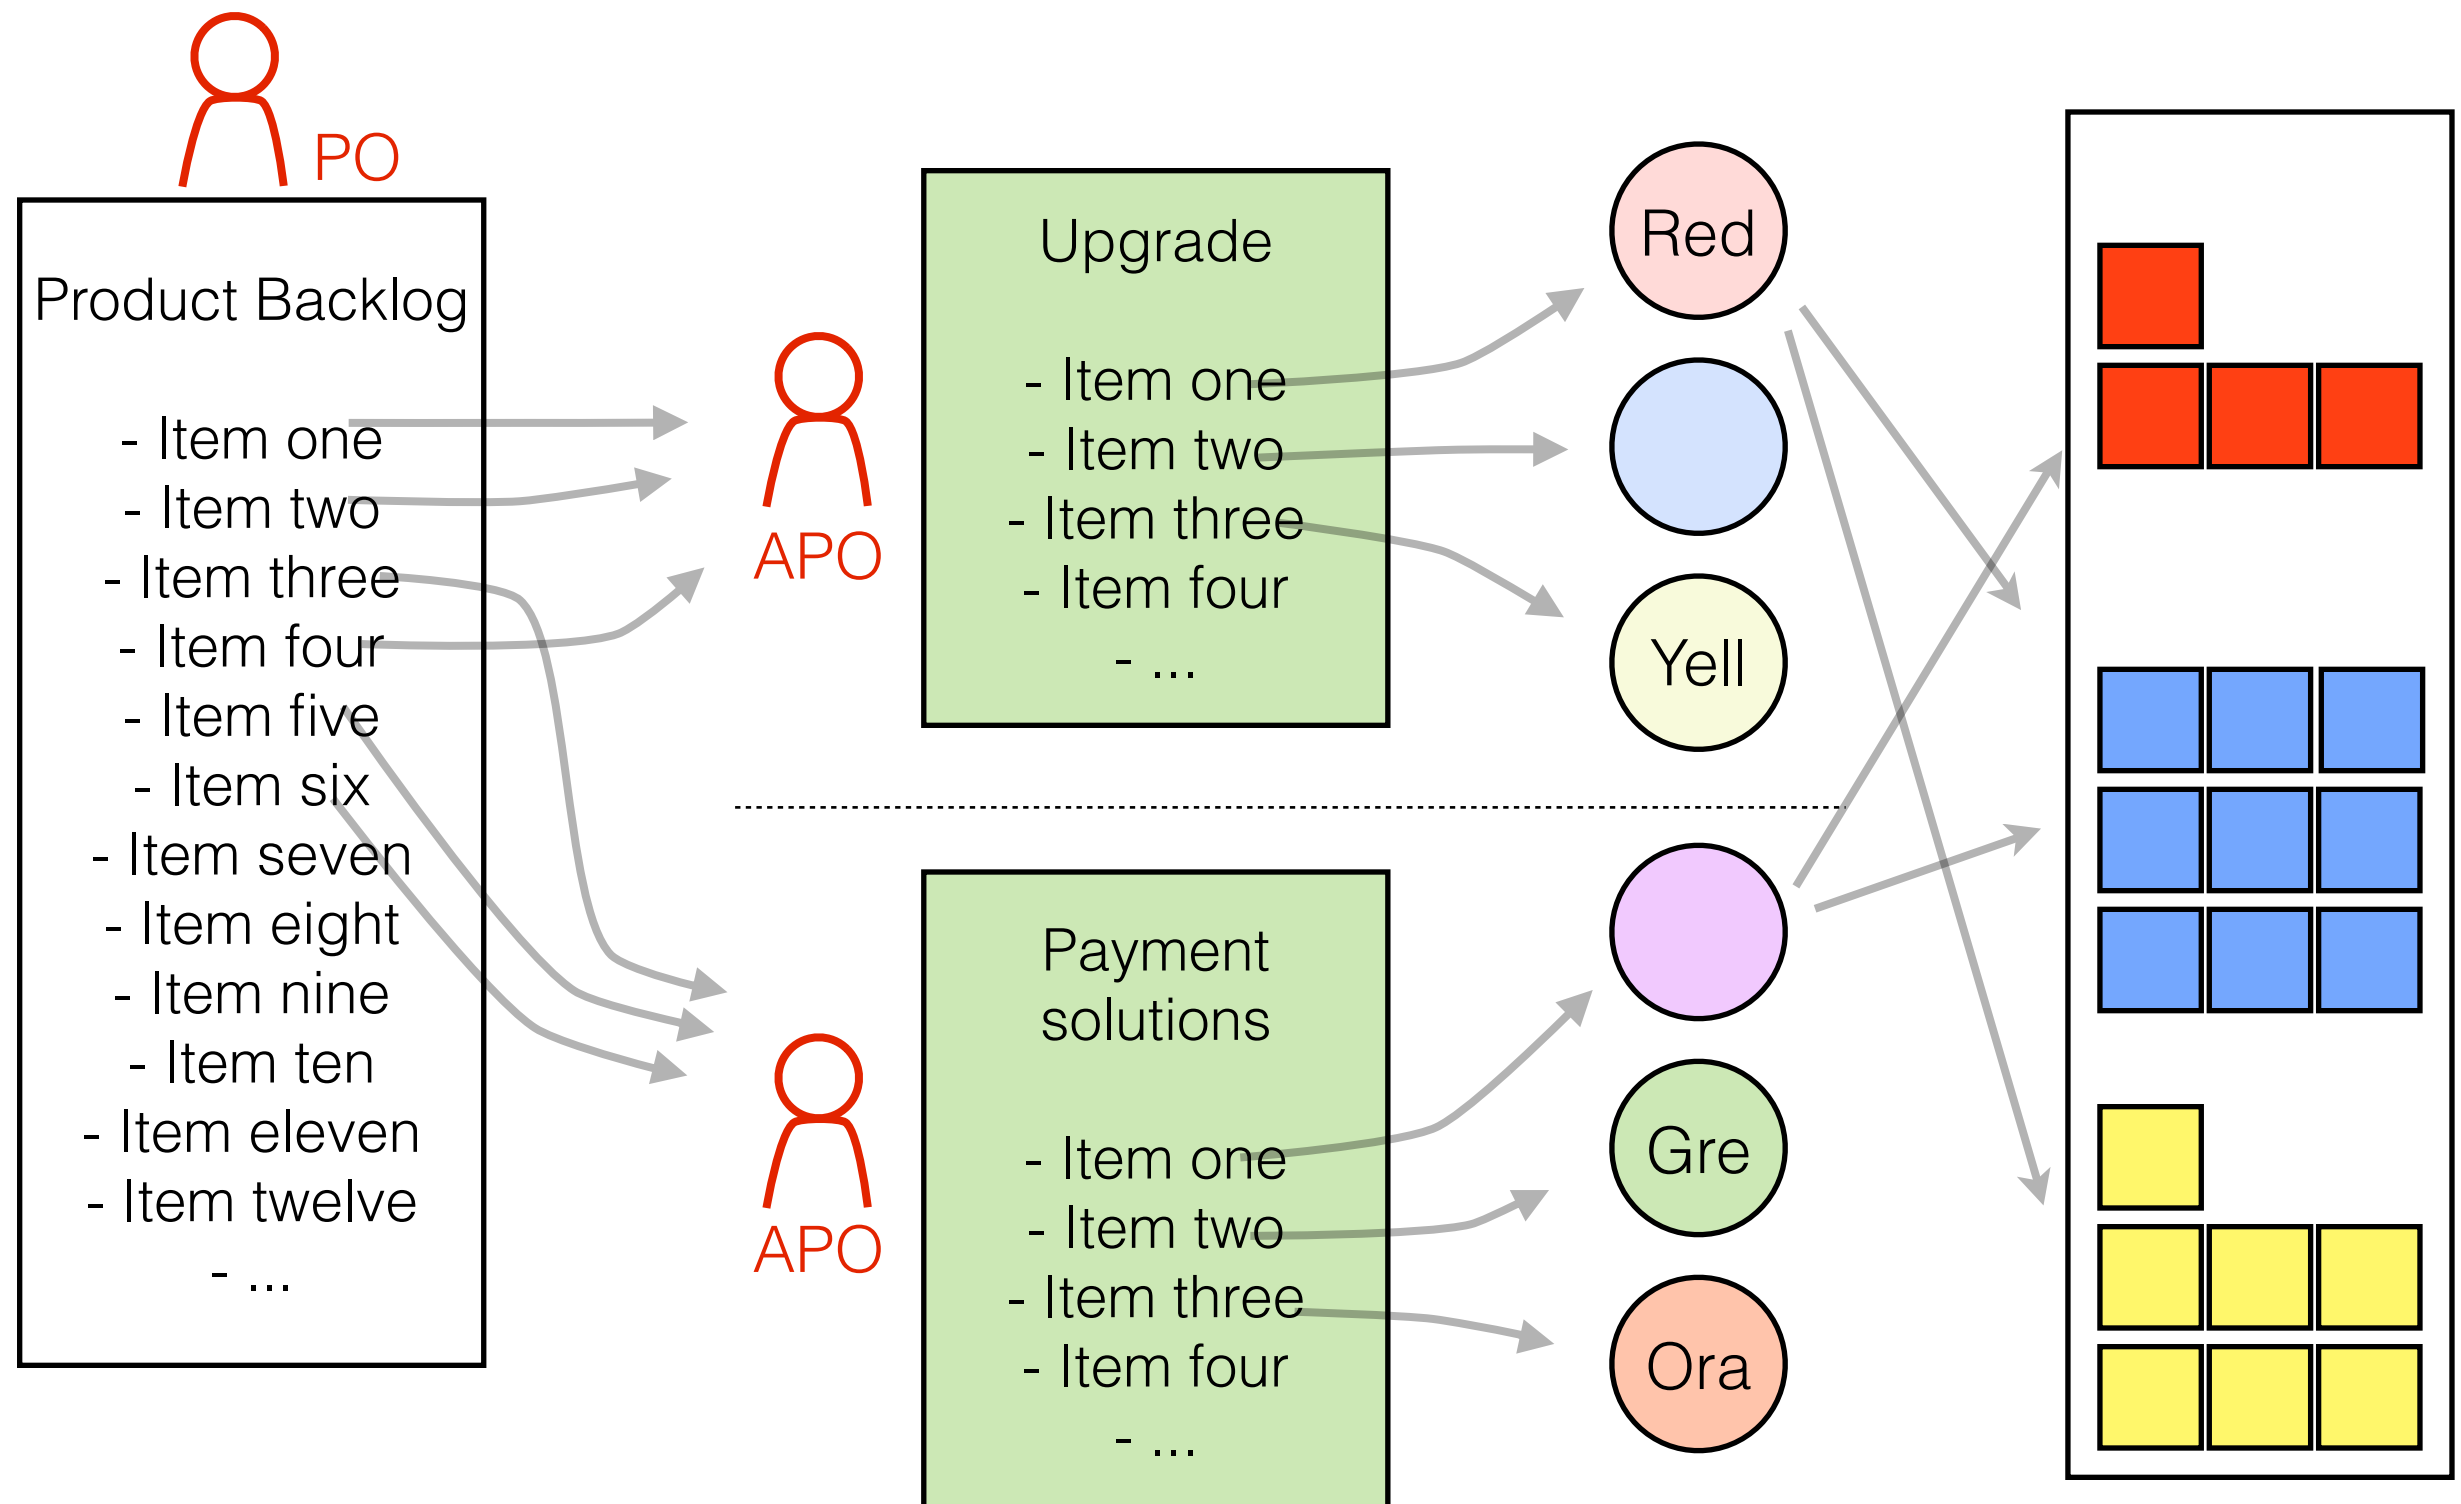 PO
Product Backlog
- Item one
- Item two
- Item three
- Item four
- Item five
- Item six
- Item seven
- Item eight
- Item nine
- Item ten
- Item eleven
- Item twelve
- ...
APO
Upgrade
- Item one
- Item two
- Item three
- Item four
- ...
Red
Yell
APO
Payment
solutions
- Item one
- Item two
- Item three
- Item four
- ...
Gre
Ora